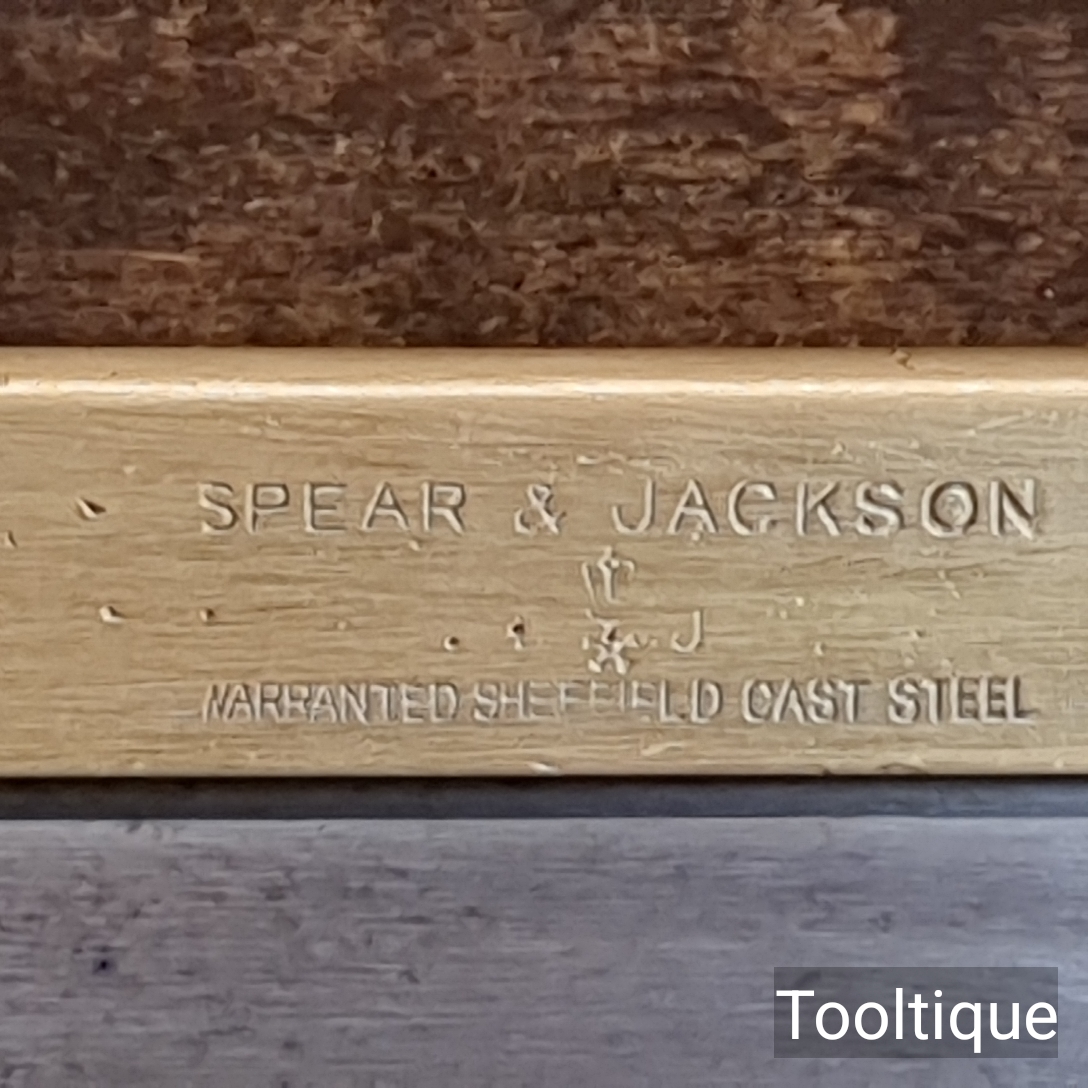 SPEAR & JACKSON
& J
WARRANTED SHEFFIELD CAST STEEL
Tooltique